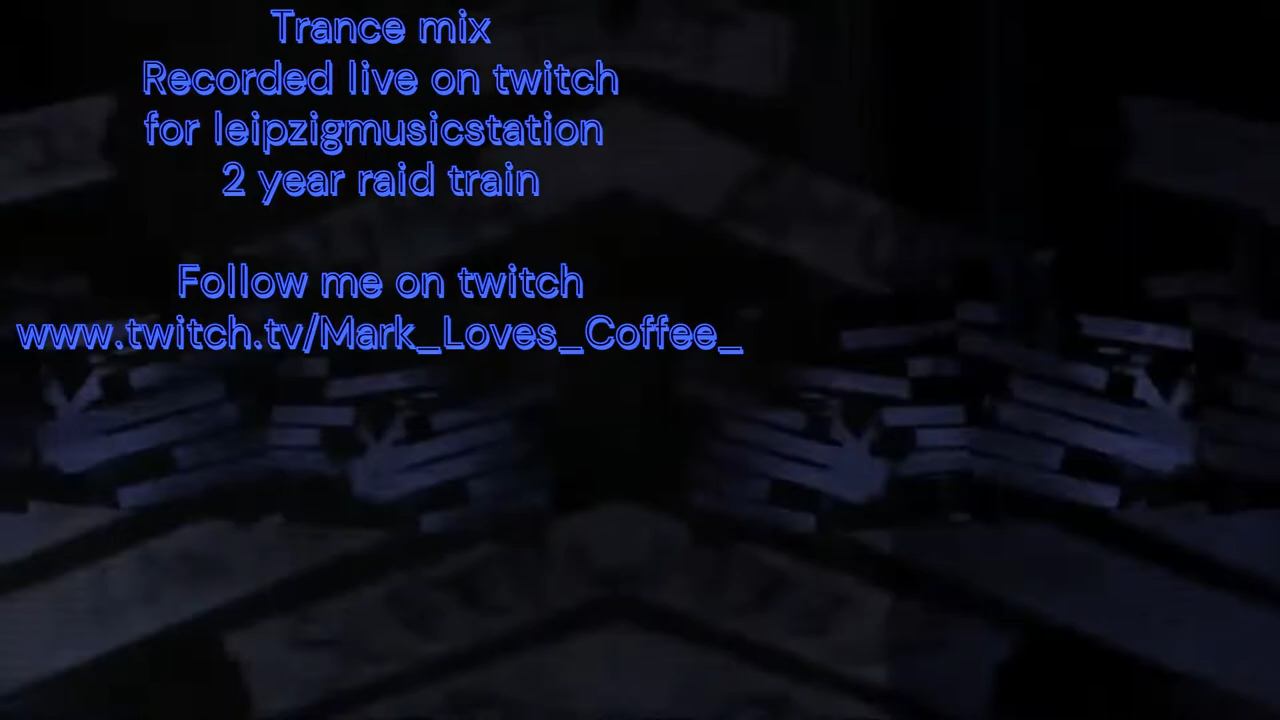 Trance mix
Recorded live on twitch
for leipzigmusicstation
2 year raid train
Follow me on twitch
www.twitch.tv/Mark_Loves_Coffee_